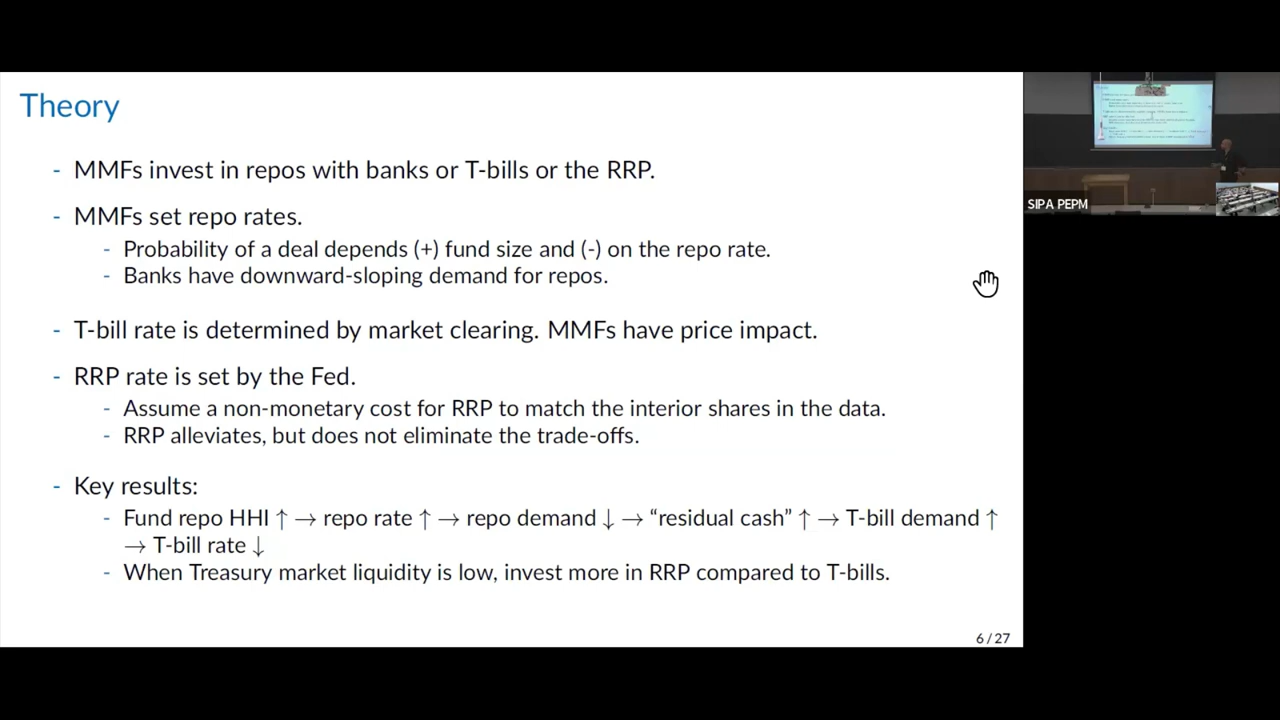 Theory
- MMFs invest in repos with banks or T-bills or the RRP.
- MMFs set repo rates.
- Probability of a deal depends (+) fund size and (-) on the repo rate.
- Banks have downward-sloping demand for repos.
- T-bill rate is determined by market clearing. MMFs have price impact.
- RRP rate is set by the Fed.
- Assume a non-monetary cost for RRP to match the interior shares in the data.
- RRP alleviates, but does not eliminate the trade-offs.
- Key results:
- Fund repo HHI ↑ → repo rate ↑ → repo demand ↓ → “residual cash” ↑ → T-bill demand ↑
→ T-bill rate ↓
- When Treasury market liquidity is low, invest more in RRP compared to T-bills.
6 / 27
SIPA PEPM